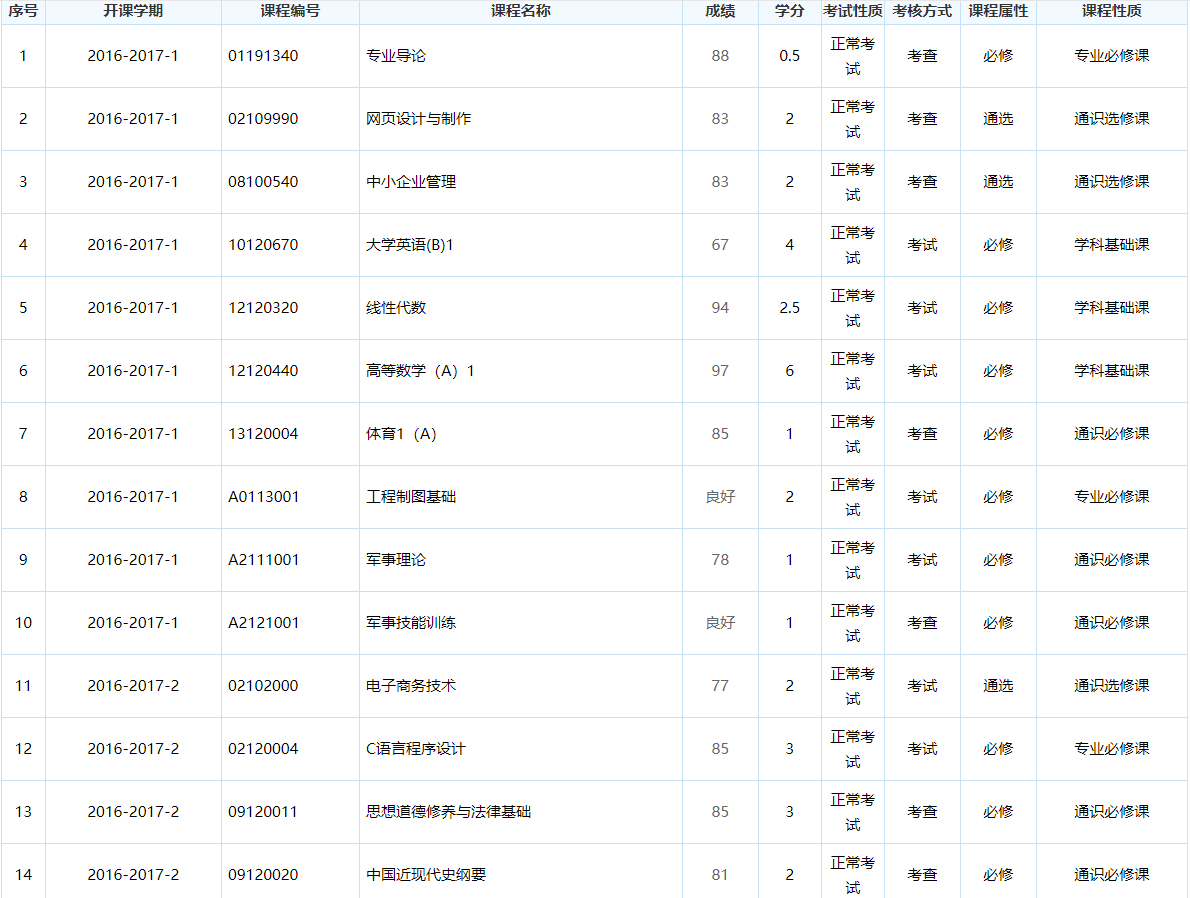 序号 开课学期 课程编号 课程名称 成绩 学分 考试性质 考核方式 课程属性 课程性质
1 2016-2017-1 01191340 专业导论 88 0.5 正常考试 考查 必修 专业必修课
2 2016-2017-1 02109990 网页设计与制作 83 2 正常考试 考查 通选 通识选修课
3 2016-2017-1 08100540 中小企业管理 83 2 正常考试 考查 通选 通识选修课
4 2016-2017-1 10120670 大学英语(B)1 67 4 正常考试 考试 必修 学科基础课
5 2016-2017-1 12120320 线性代数 94 2.5 正常考试 考试 必修 学科基础课
6 2016-2017-1 12120440 高等数学（A）1 97 6 正常考试 考试 必修 学科基础课
7 2016-2017-1 13120004 体育1（A） 85 1 正常考试 考查 必修 通识必修课
8 2016-2017-1 A0113001 工程制图基础 良好 2 正常考试 考试 必修 专业必修课
9 2016-2017-1 A2111001 军事理论 78 1 正常考试 考试 必修 通识必修课
10 2016-2017-1 A2121001 军事技能训练 良好 1 正常考试 考查 必修 通识必修课
11 2016-2017-2 02102000 电子商务技术 77 2 正常考试 考试 通选 通识选修课
12 2016-2017-2 02120004 C语言程序设计 85 3 正常考试 考试 必修 专业必修课
13 2016-2017-2 09120011 思想道德修养与法律基础 85 3 正常考试 考查 必修 通识必修课
14 2016-2017-2 09120020 中国近现代史纲要 81 2 正常考试 考查 必修 通识必修课